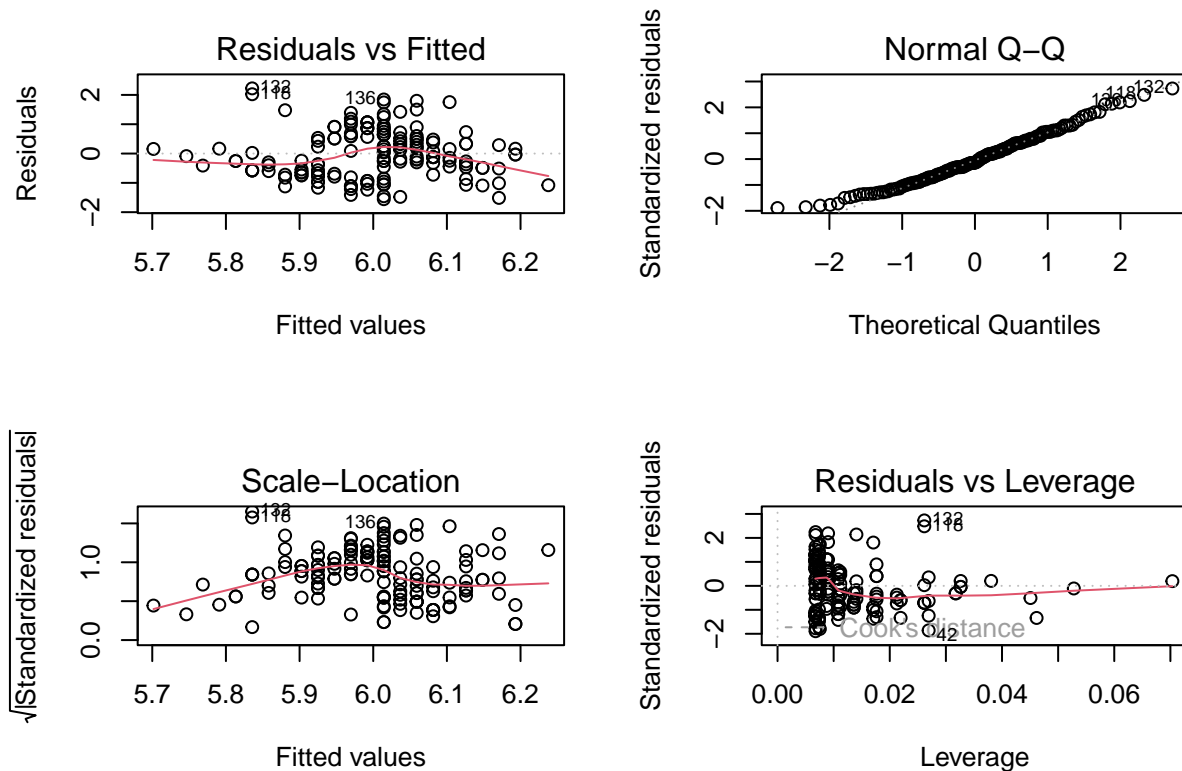 Residuals vs Fitted
Residuals
2
0
−2
132
118
136
5.7 5.8 5.9 6.0 6.1 6.2
Fitted values
Normal Q−Q
Standardized residuals
2
0
−2
118
132
−2 −1 0 1 2
Theoretical Quantiles
Scale−Location
√|Standardized residuals|
1.0
0.0
132
118
136
5.7 5.8 5.9 6.0 6.1 6.2
Fitted values
Residuals vs Leverage
Standardized residuals
2
0
−2
132
118
42
Cook's distance
0.00 0.02 0.04 0.06
Leverage